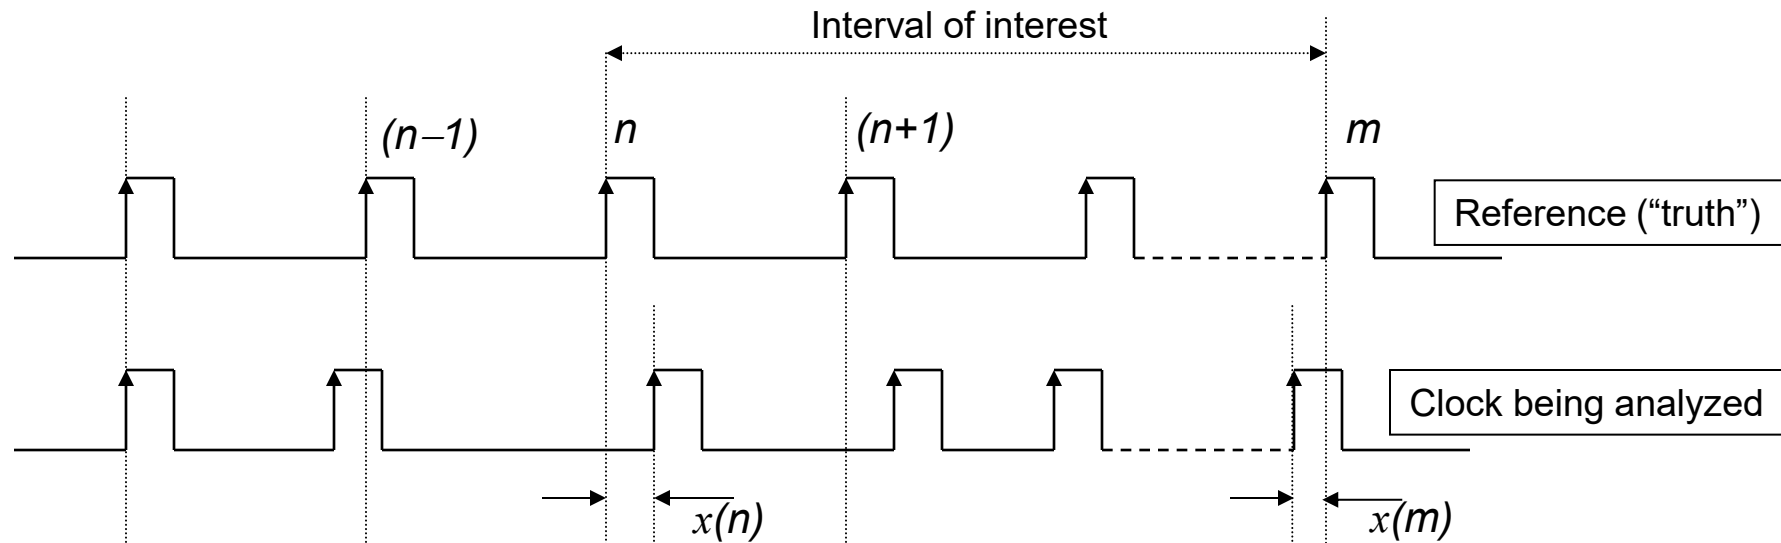 Interval of interest
(n−1)
n
(n+1)
m
Reference (“truth”)
Clock being analyzed
x(n)
x(m)